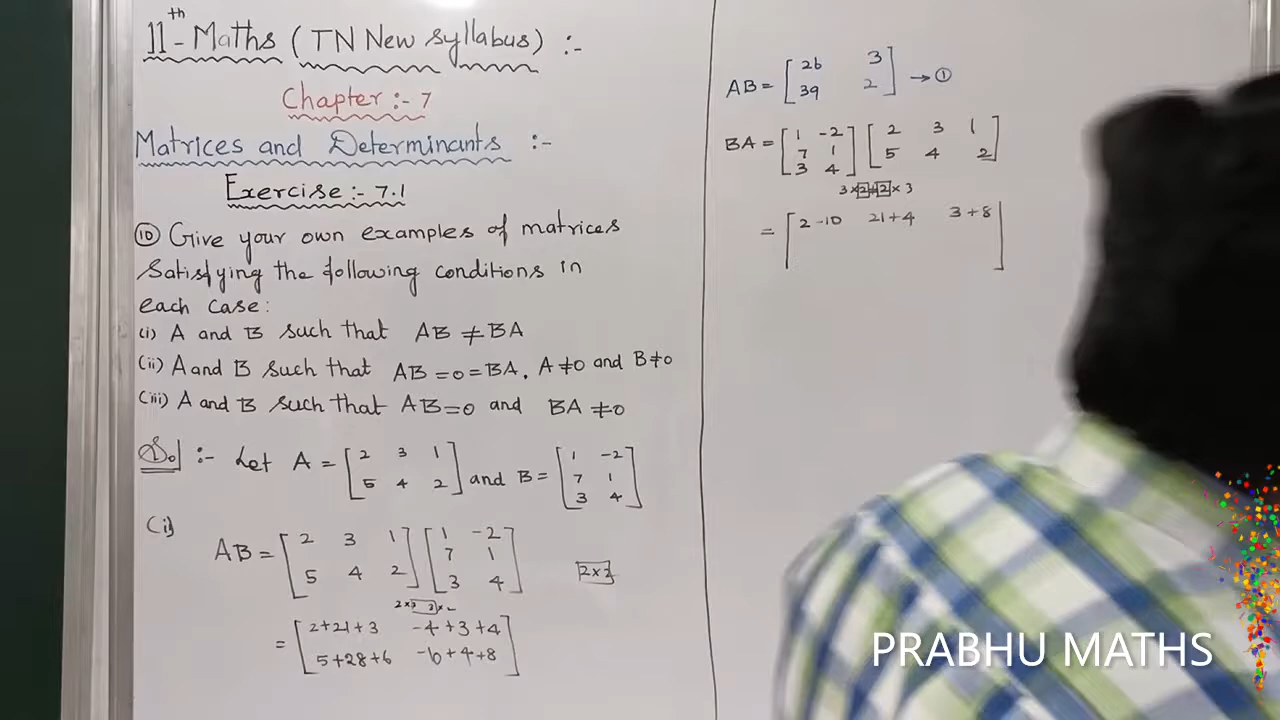 11th - Maths (TN New Syllabus) :-
Chapter :- 7
Matrices and Determinants :-
Exercise :- 7.1
⑩ Give your own examples of matrices
Satisfying the following conditions in
each case:
(i) A and B such that AB ≠ BA
(ii) A and B such that AB = 0 = BA, A ≠ 0 and B ≠ 0
(iii) A and B such that AB = 0 and BA ≠ 0
Sol :- Let A = [2 3 1; 5 4 2] and B = [1 -2; 7 1; 3 4]
(i)
AB = [2 3 1; 5 4 2] [1 -2; 7 1; 3 4]
= [2+21+3 -4+3+4; 5+28+6 -6+4+8]
AB = [26 3; 39 2] → ①
BA = [1 -2; 7 1; 3 4] [2 3 1; 5 4 2]
= [2-10 21+4 3+8
PRABHU MATHS